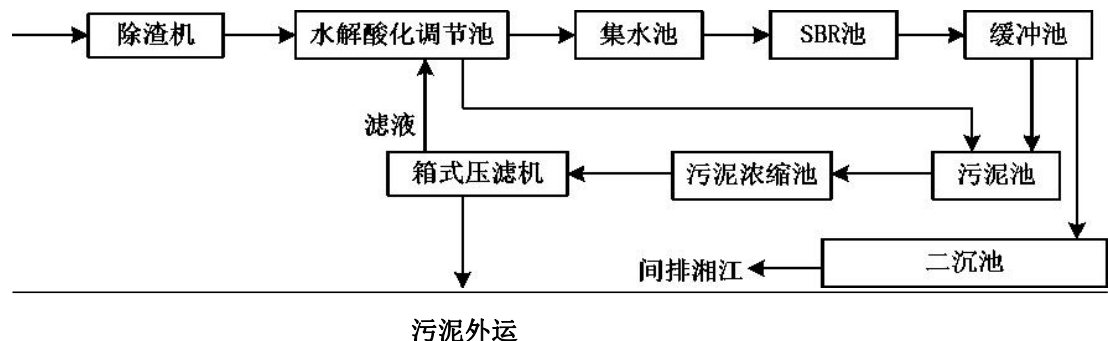 除渣机
水解酸化调节池
集水池
SBR池
缓冲池
滤液
箱式压滤机
污泥浓缩池
污泥池
间排湘江
二沉池
污泥外运